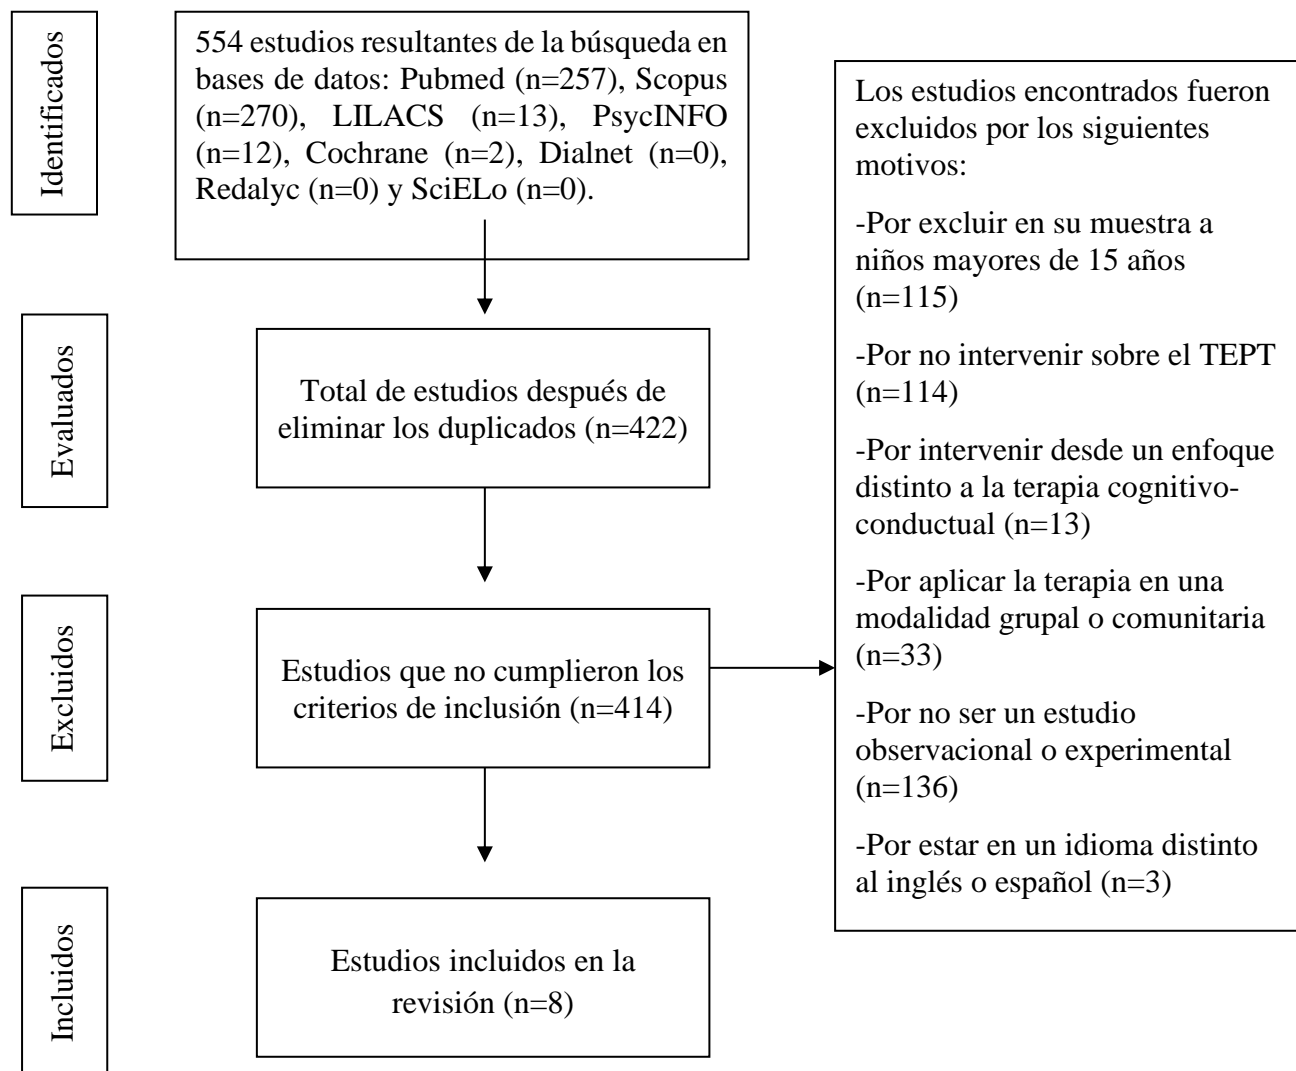 Identificados
554 estudios resultantes de la búsqueda en
bases de datos: Pubmed (n=257), Scopus
(n=270), LILACS (n=13), PsycINFO
(n=12), Cochrane (n=2), Dialnet (n=0),
Redalyc (n=0) y SciELo (n=0).
Evaluados
Total de estudios después de
eliminar los duplicados (n=422)
Excluidos
Estudios que no cumplieron los
criterios de inclusión (n=414)
Los estudios encontrados fueron
excluidos por los siguientes
motivos:
-Por excluir en su muestra a
niños mayores de 15 años
(n=115)
-Por no intervenir sobre el TEPT
(n=114)
-Por intervenir desde un enfoque
distinto a la terapia cognitivo-
conductual (n=13)
-Por aplicar la terapia en una
modalidad grupal o comunitaria
(n=33)
-Por no ser un estudio
observacional o experimental
(n=136)
-Por estar en un idioma distinto
al inglés o español (n=3)
Incluidos
Estudios incluidos en la
revisión (n=8)